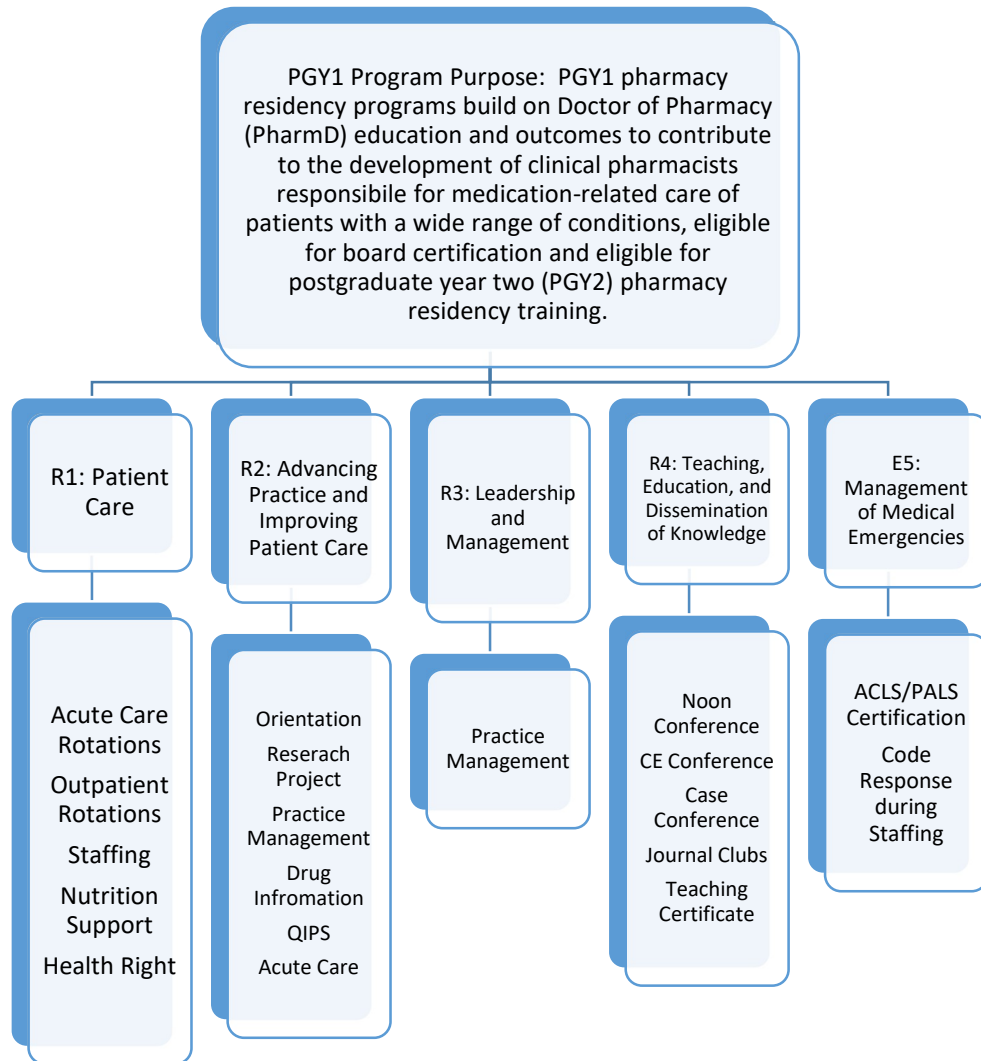 PGY1 Program Purpose:  PGY1 pharmacy
residency programs build on Doctor of Pharmacy
(PharmD) education and outcomes to contribute
to the development of clinical pharmacists
responsibile for medication-related care of
patients with a wide range of conditions, eligible
for board certification and eligible for
postgraduate year two (PGY2) pharmacy
residency training.
R1: Patient
Care
R2: Advancing
Practice and
Improving
Patient Care
R3: Leadership
and
Management
R4: Teaching,
Education, and
Dissemination
of Knowledge
E5:
Management
of Medical
Emergencies
Acute Care
Rotations
Outpatient
Rotations
Staffing
Nutrition
Support
Health Right
Orientation
Reserach
Project
Practice
Management
Drug
Infromation
QIPS
Acute Care
Practice
Management
Noon
Conference
CE Conference
Case
Conference
Journal Clubs
Teaching
Certificate
ACLS/PALS
Certification
Code
Response
during
Staffing